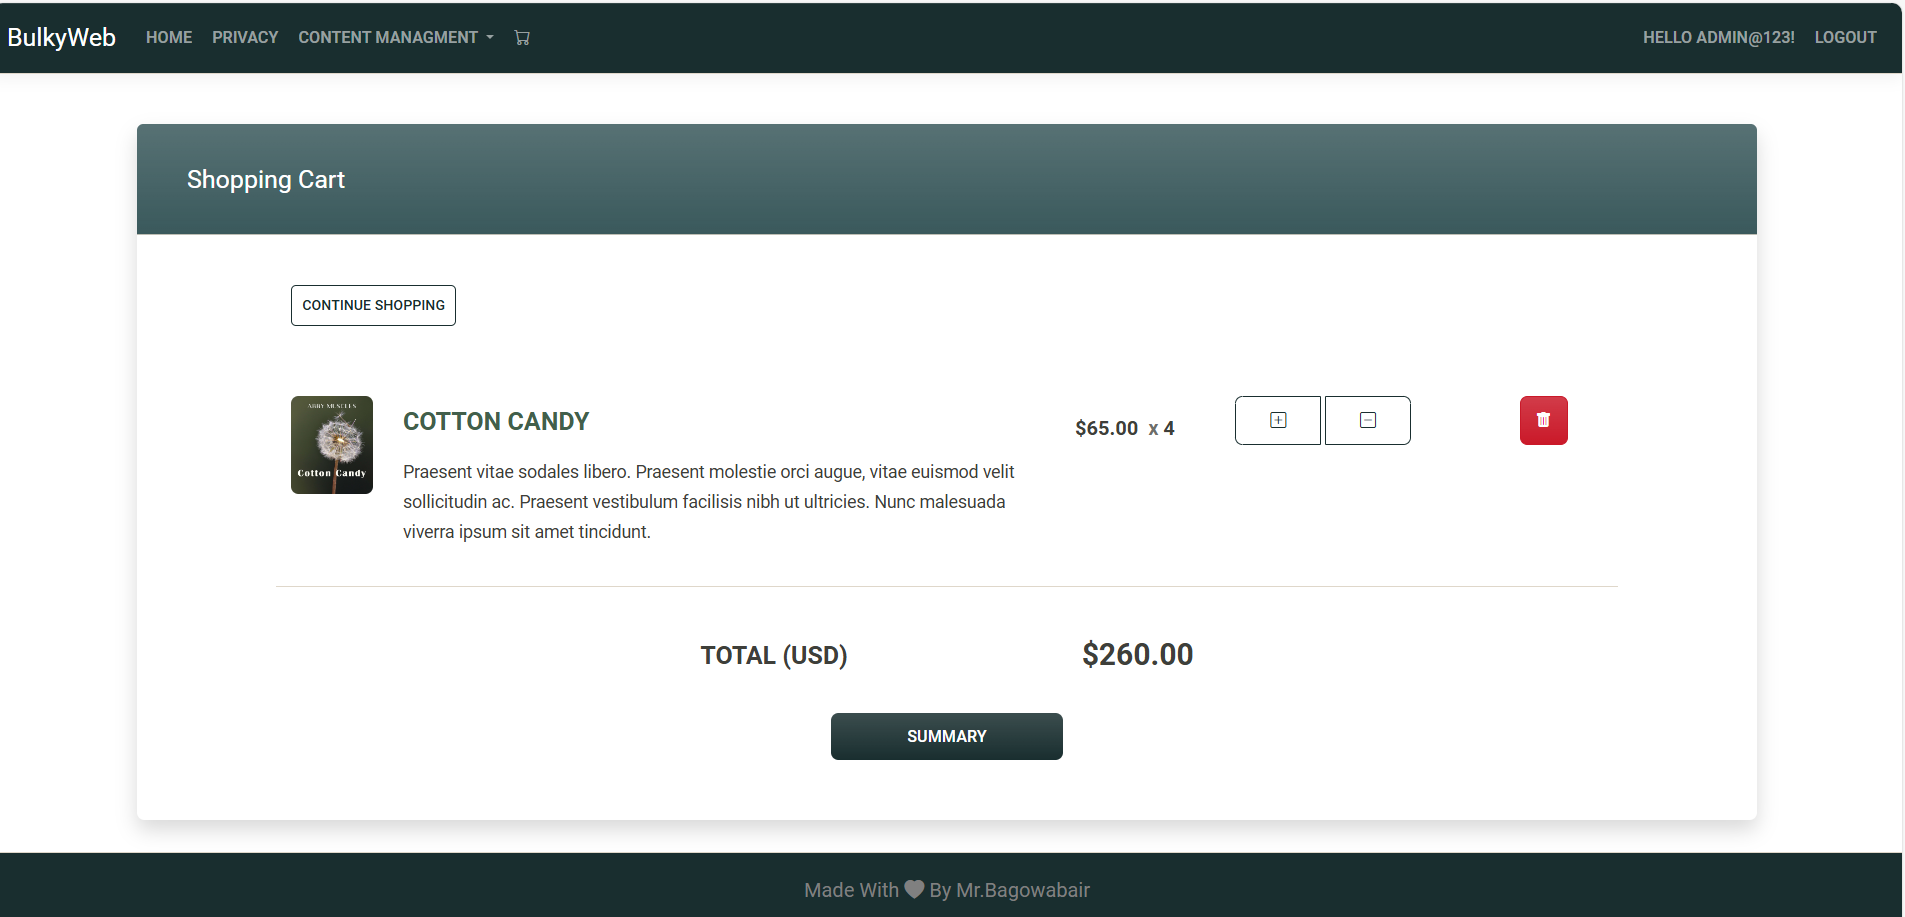 BulkyWeb HOME PRIVACY CONTENT MANAGMENT HELLO ADMIN@123! LOGOUT
Shopping Cart
CONTINUE SHOPPING
ABBY MUSCLES
Cotton Candy
COTTON CANDY
$65.00 x 4
Praesent vitae sodales libero. Praesent molestie orci augue, vitae euismod velit
sollicitudin ac. Praesent vestibulum facilisis nibh ut ultricies. Nunc malesuada
viverra ipsum sit amet tincidunt.
TOTAL (USD) $260.00
SUMMARY
Made With By Mr.Bagowabair